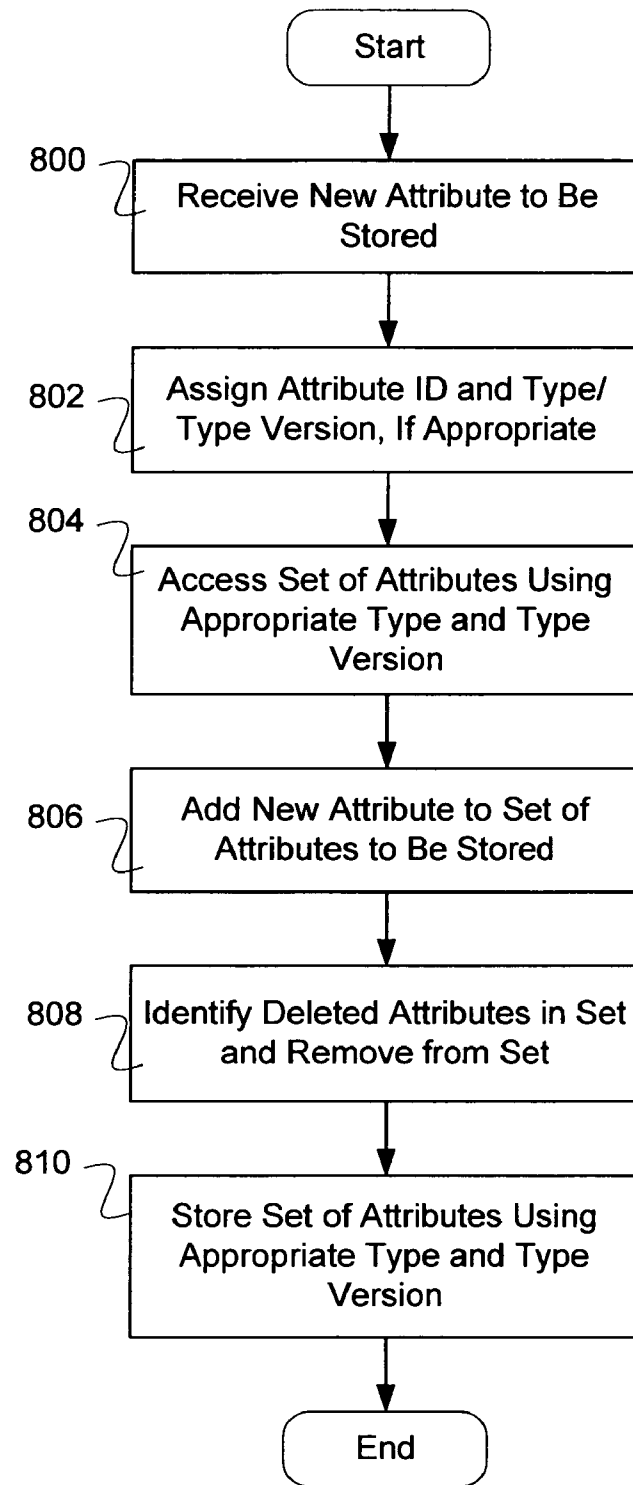 Start
800
Receive New Attribute to Be
Stored
802
Assign Attribute ID and Type/
Type Version, If Appropriate
804
Access Set of Attributes Using
Appropriate Type and Type
Version
806
Add New Attribute to Set of
Attributes to Be Stored
808
Identify Deleted Attributes in Set
and Remove from Set
810
Store Set of Attributes Using
Appropriate Type and Type
Version
End